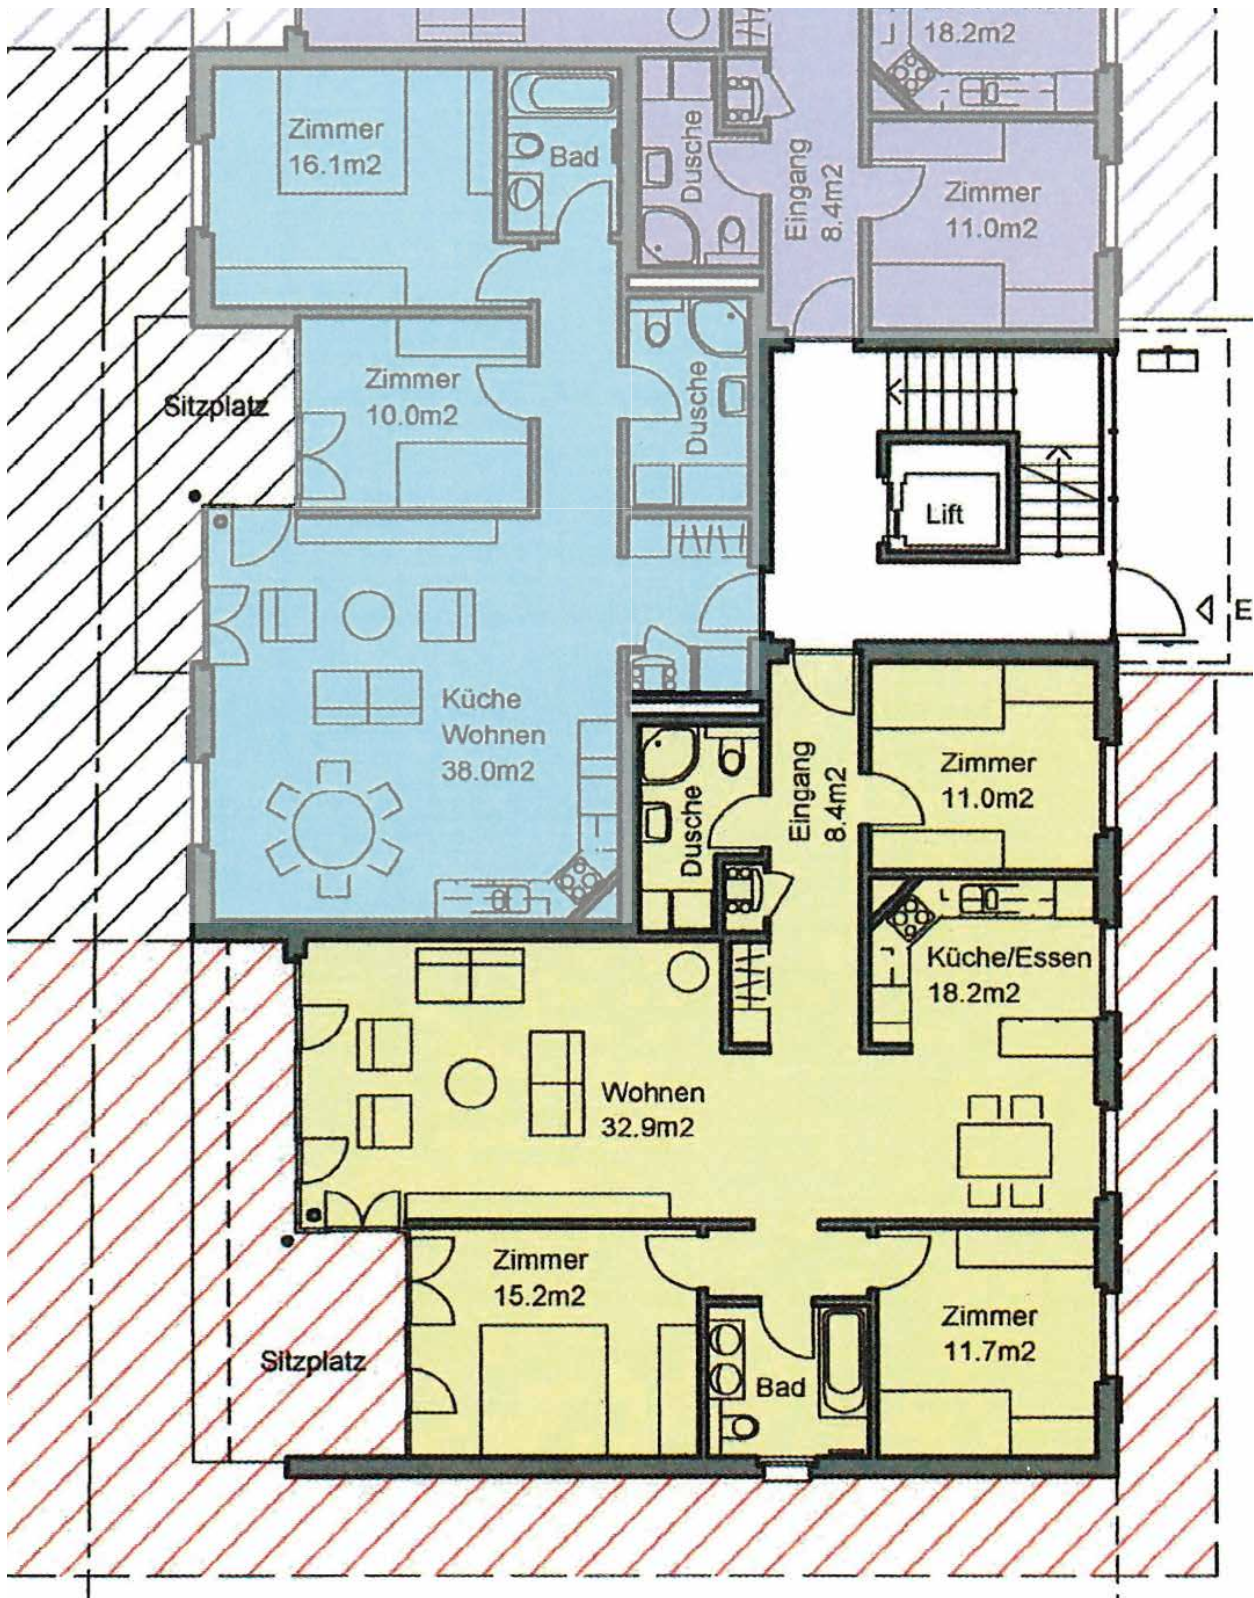 18.2m2
Zimmer
16.1m2
Bad
Dusche
Eingang
8.4m2
Zimmer
11.0m2
Sitzplatz
Zimmer
10.0m2
Dusche
Lift
E
Küche
Wohnen
38.0m2
Dusche
Eingang
8.4m2
Zimmer
11.0m2
Küche/Essen
18.2m2
Wohnen
32.9m2
Zimmer
15.2m2
Sitzplatz
Bad
Zimmer
11.7m2